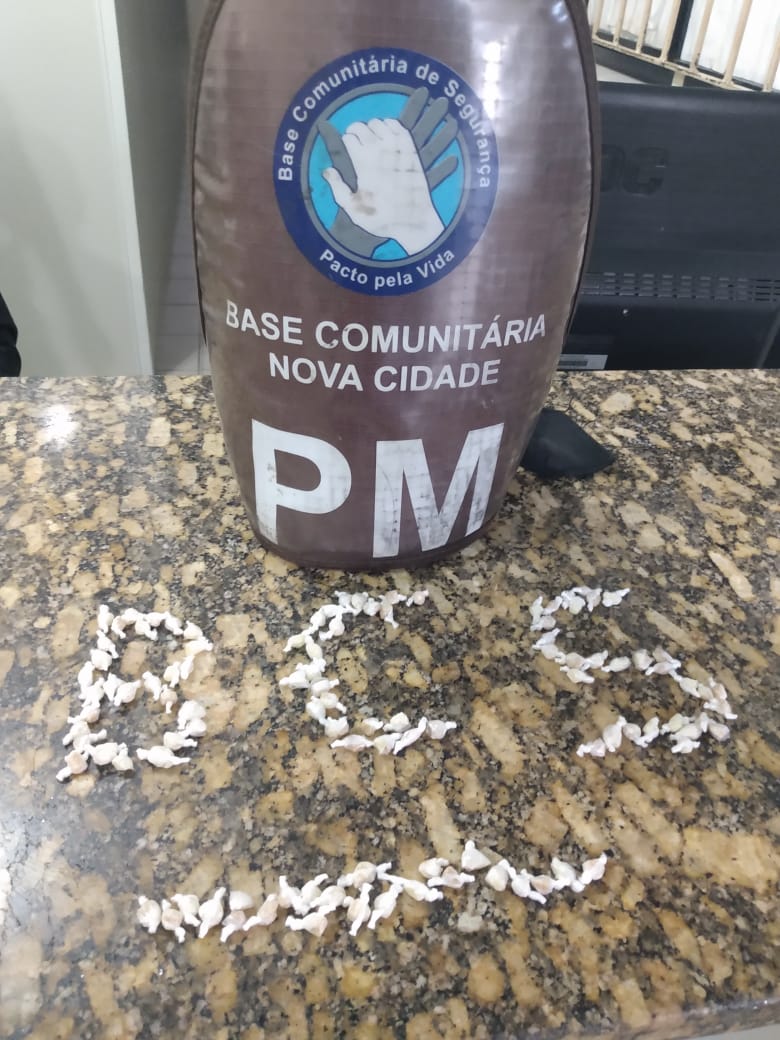 Base Comunitária de Segurança
Pacto pela Vida
BASE COMUNITÁRIA
NOVA CIDADE
PM
BCS